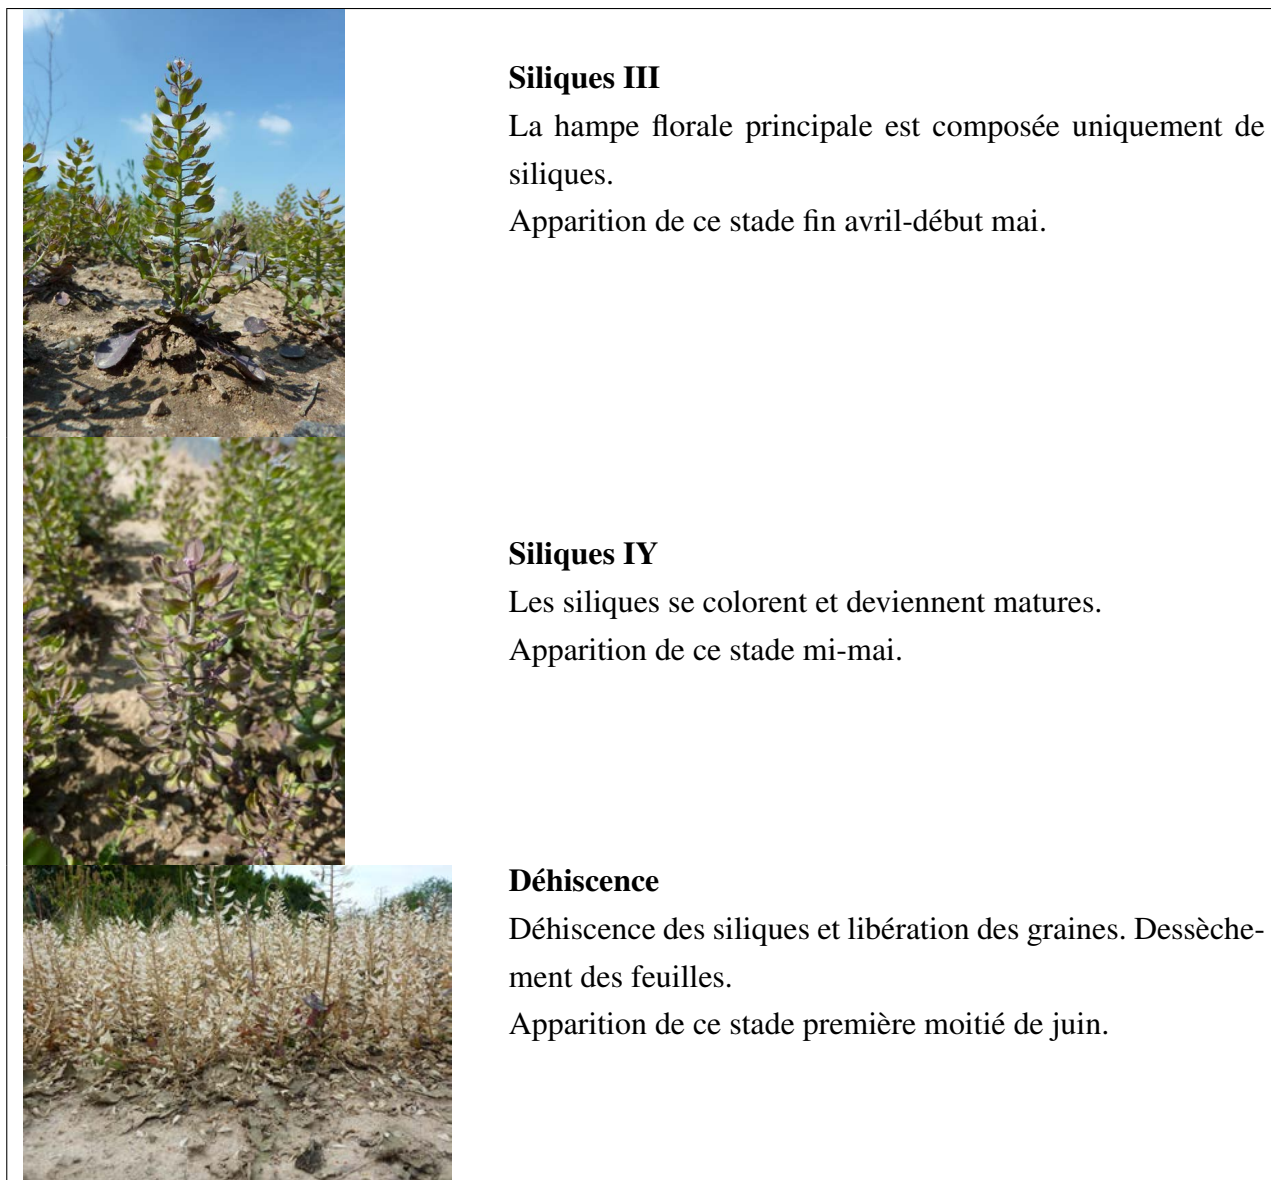 Siliques III
La hampe florale principale est composée uniquement de
siliques.
Apparition de ce stade fin avril-début mai.
Siliques IY
Les siliques se colorent et deviennent matures.
Apparition de ce stade mi-mai.
Déhiscence
Déhiscence des siliques et libération des graines. Dessèche-
ment des feuilles.
Apparition de ce stade première moitié de juin.